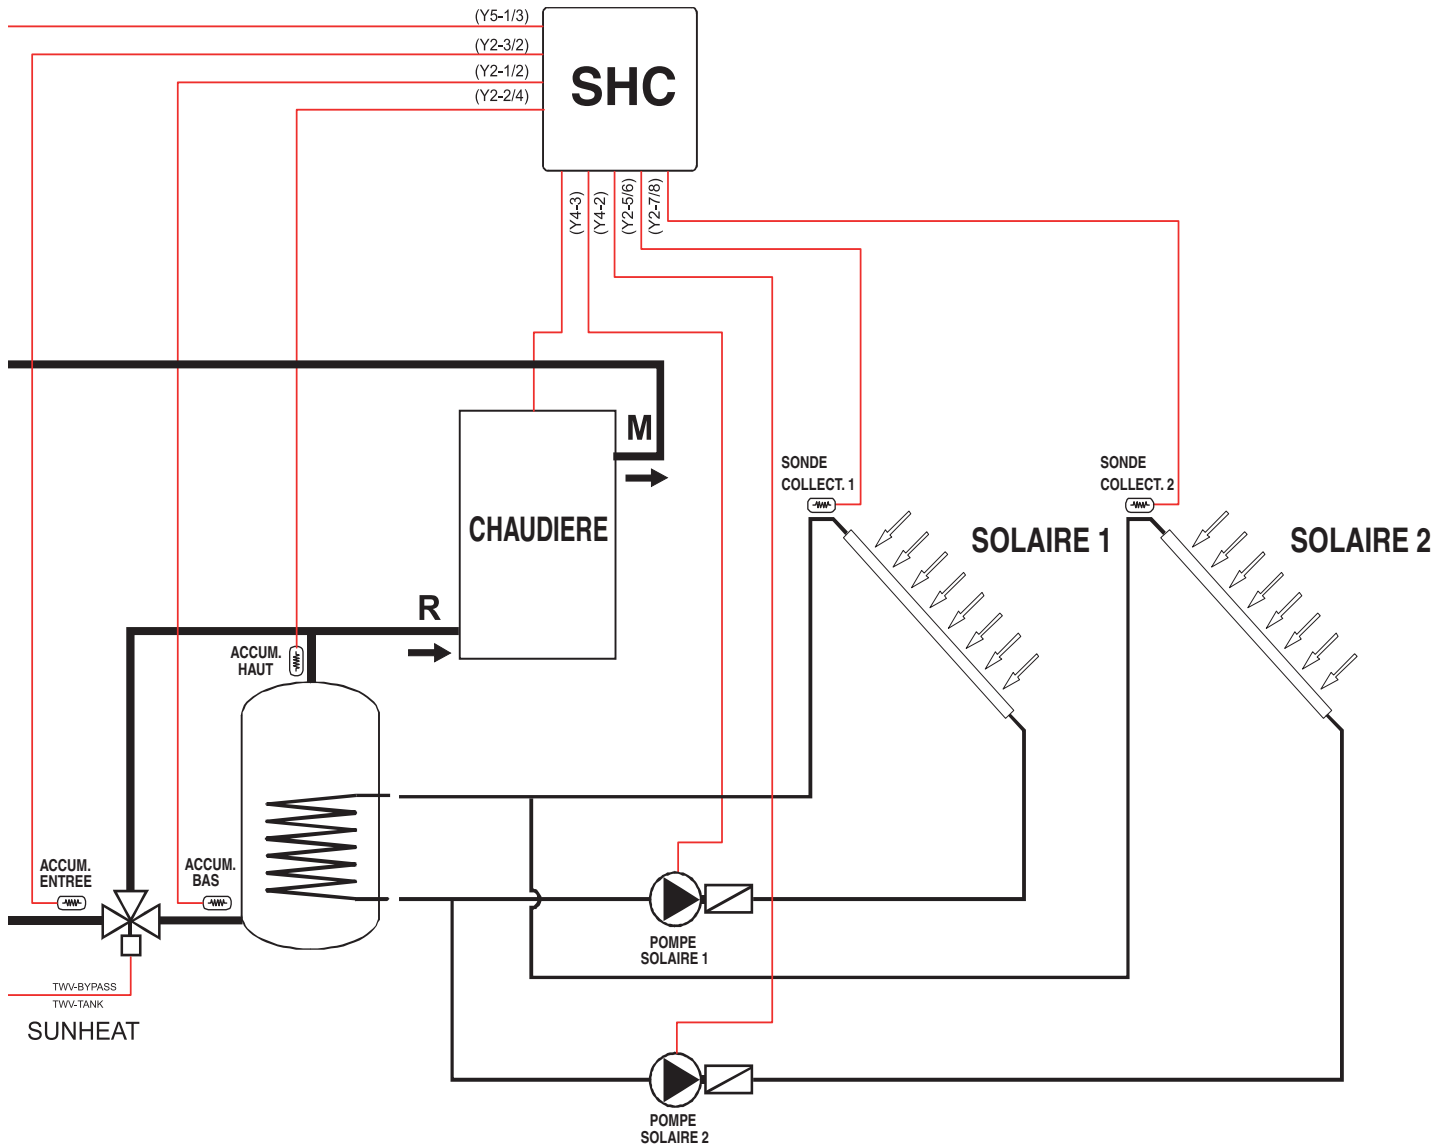 (Y5-1/3)
(Y2-3/2)
(Y2-1/2)
(Y2-2/4)
SHC
(Y4-3)
(Y4-2)
(Y2-5/6)
(Y2-7/8)
M
CHAUDIERE
R
SONDE
COLLECT. 1
SONDE
COLLECT. 2
SOLAIRE 1
SOLAIRE 2
ACCUM.
HAUT
ACCUM.
ENTREE
ACCUM.
BAS
POMPE
SOLAIRE 1
TWV-BYPASS
TWV-TANK
SUNHEAT
POMPE
SOLAIRE 2